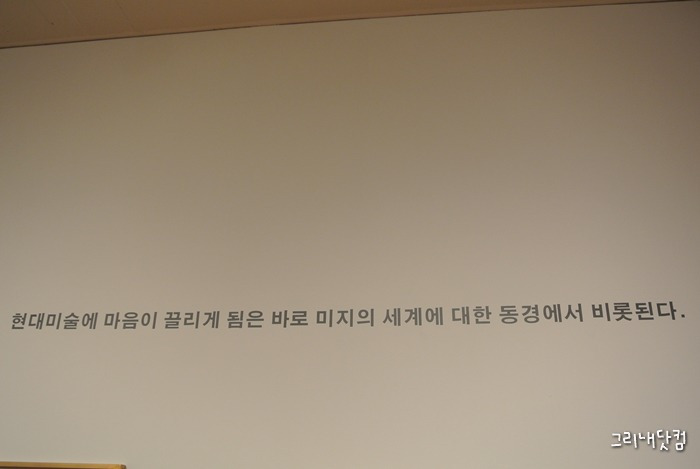 현대미술에 마음이 끌리게 됨은 바로 미지의 세계에 대한 동경에서 비롯된다.
그리내닷컴